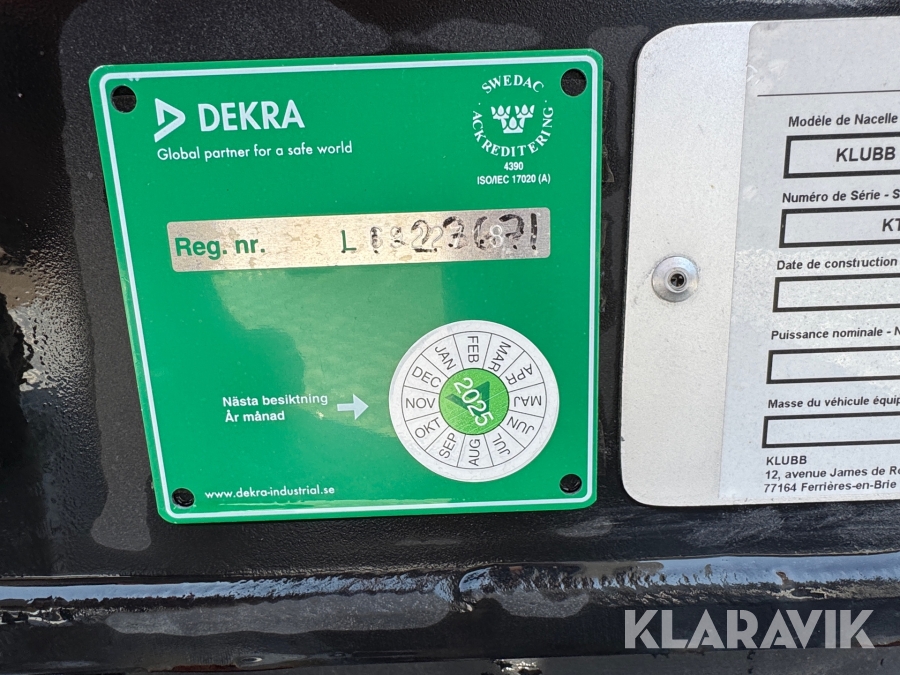 DEKRA
Global partner for a safe world
SWEDAC
ACKREDITERING
4390
ISO/IEC 17020 (A)
Reg. nr.
Nästa besiktning
År månad
JAN
FEB
MAR
APR
MAJ
JUN
JUL
AUG
SEP
OKT
NOV
DEC
2025
www.dekra-industrial.se
Modèle de Nacelle
KLUBB
Numéro de Série - S
KT
Date de construction
Puissance nominale - N
Masse du véhicule équip
KLUBB
12, avenue James de Ro
77164 Ferrières-en-Brie
KLARAVIK